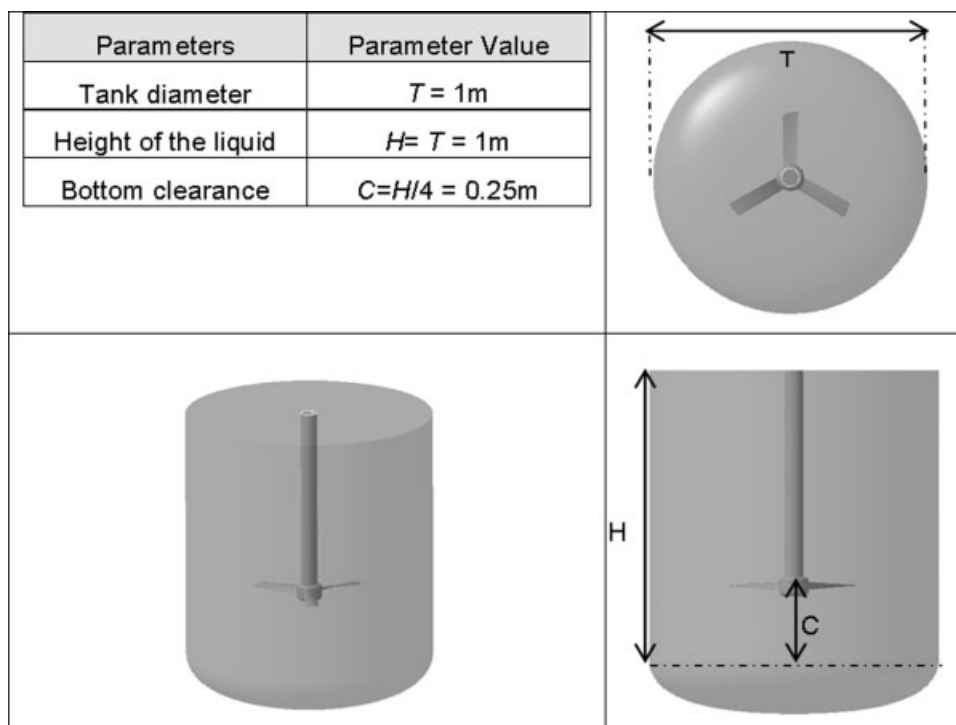 Parameters Parameter Value
Tank diameter T = 1m
Height of the liquid H= T = 1m
Bottom clearance C=H/4 = 0.25m
T
H
C